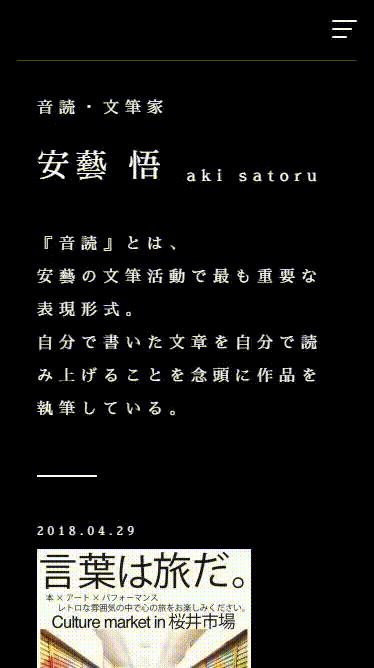 音読・文筆家
安藝 悟 aki satoru
『音読』とは、
安藝の文筆活動で最も重要な
表現形式。
自分で書いた文章を自分で読
み上げることを念頭に作品を
執筆している。
2018.04.29
言葉は旅だ。
本×アート×パフォーマンス
レトロな雰囲気の中で心の旅をお楽しみください。
Culture market in 桜井市場